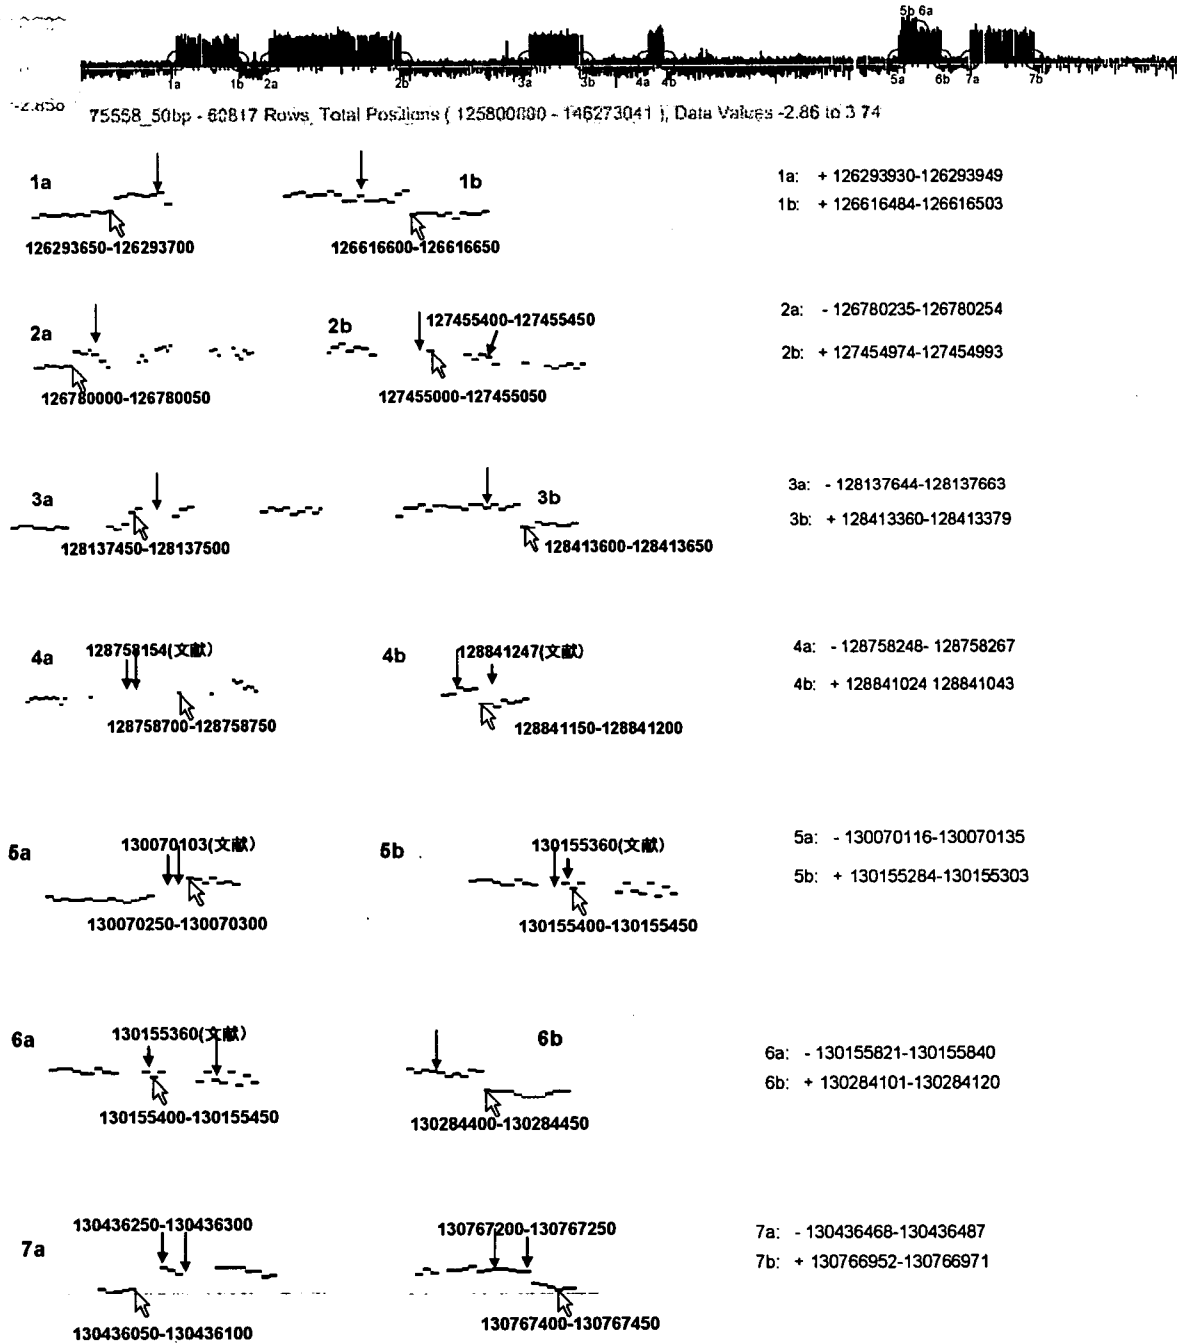 5b 6a
1a 1b 2a 2b 3a 3b 4a 4b 5a 6b 7a 7b
75558_50bp - 60817 Rows, Total Positions ( 125800000 - 146273041 ), Data Values -2.86 to 3.74
1a
1b
126293650-126293700
126616600-126616650
1a: + 126293930-126293949
1b: + 126616484-126616503
2a
2b
127455400-127455450
126780000-126780050
127455000-127455050
2a: - 126780235-126780254
2b: + 127454974-127454993
3a
3b
128137450-128137500
128413600-128413650
3a: - 128137644-128137663
3b: + 128413360-128413379
4a
128758154(文献)
4b
128841247(文献)
128758700-128758750
128841150-128841200
4a: - 128758248- 128758267
4b: + 128841024 128841043
5a
130070103(文献)
5b
130155360(文献)
130070250-130070300
130155400-130155450
5a: - 130070116-130070135
5b: + 130155284-130155303
6a
130155360(文献)
6b
130155400-130155450
130284400-130284450
6a: - 130155821-130155840
6b: + 130284101-130284120
130436250-130436300
130767200-130767250
7a
130436050-130436100
130767400-130767450
7a: - 130436468-130436487
7b: + 130766952-130766971